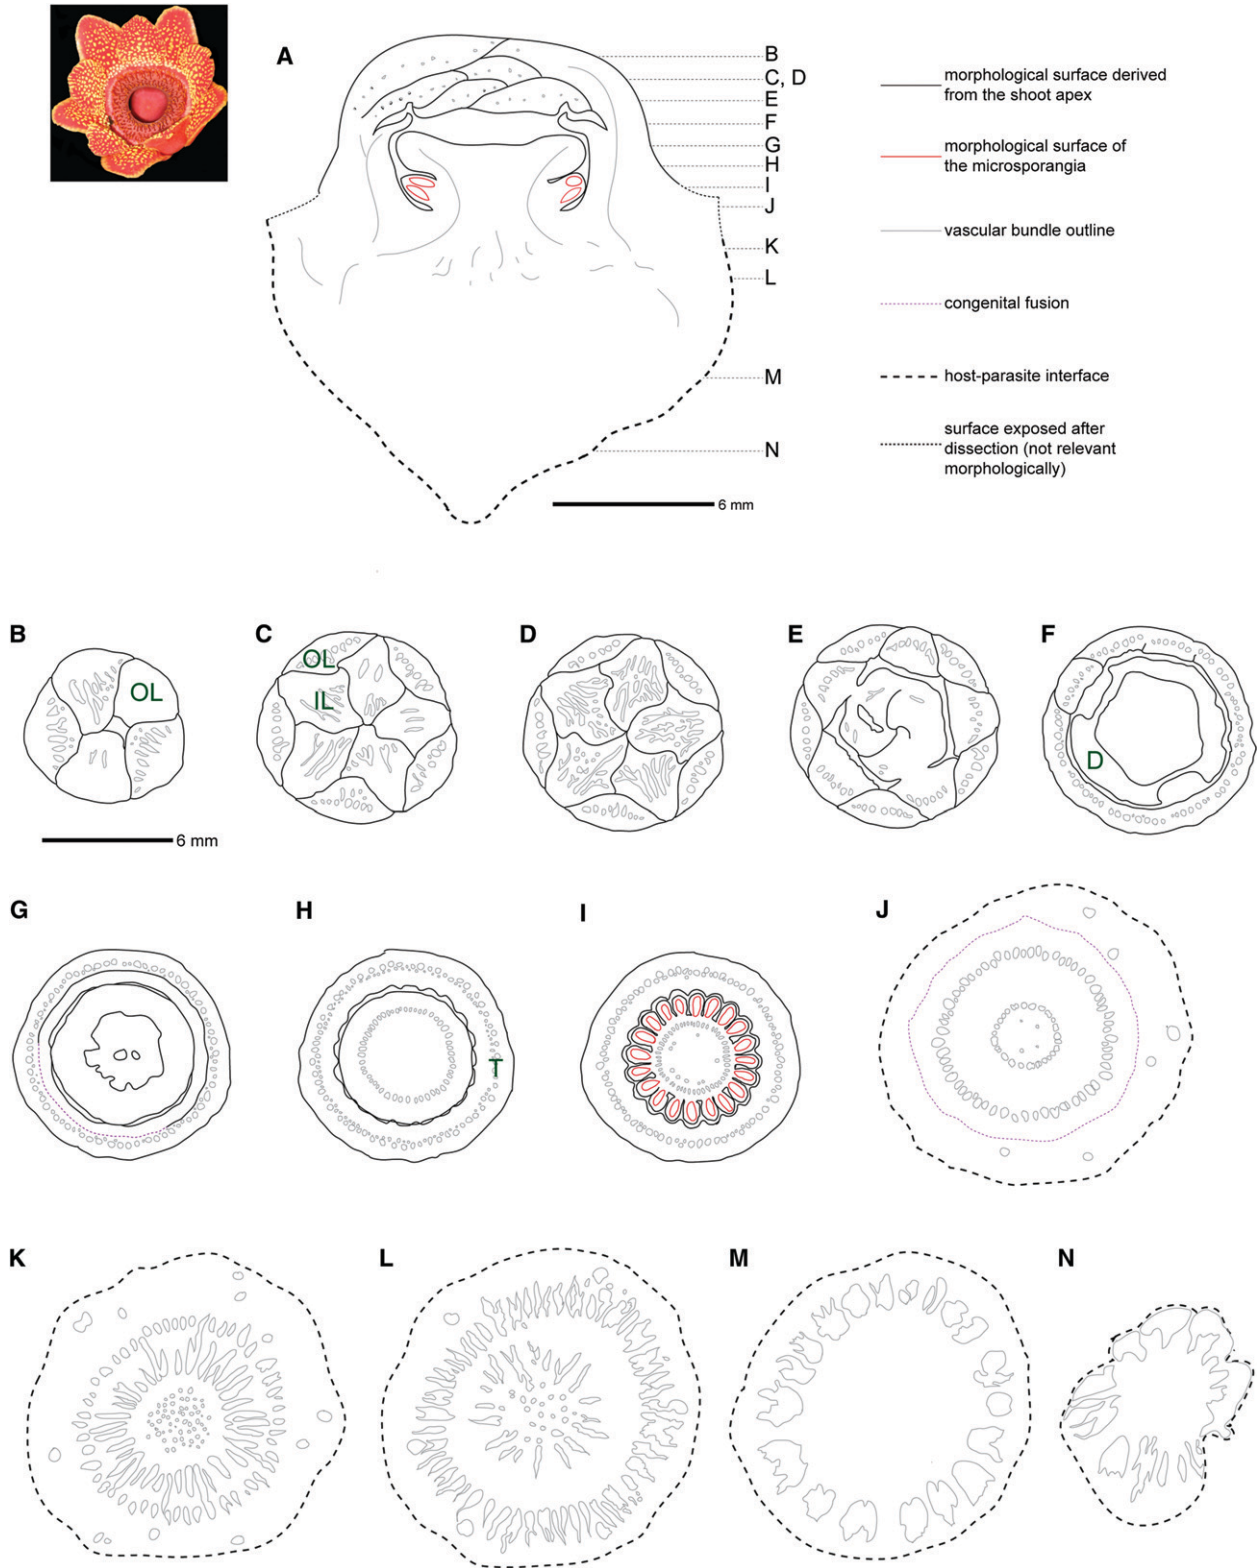 A
B
C, D
E
F
G
H
I
J
K
L
M
N
6 mm
morphological surface derived
from the shoot apex
morphological surface of
the microsporangia
vascular bundle outline
congenital fusion
host-parasite interface
surface exposed after
dissection (not relevant
morphologically)
B
OL
6 mm
C
OL
IL
D
E
F
D
G
H
T
I
J
K
L
M
N